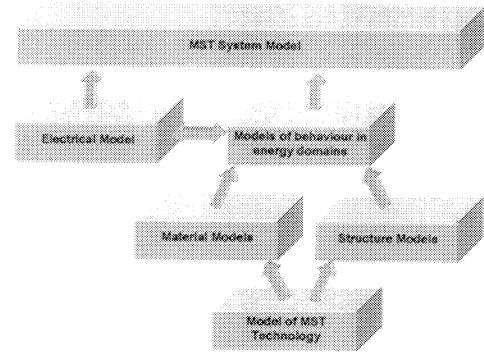 MST System Model
Electrical Model
Models of behaviour in
energy domains
Material Models
Structure Models
Model of MST
Technology